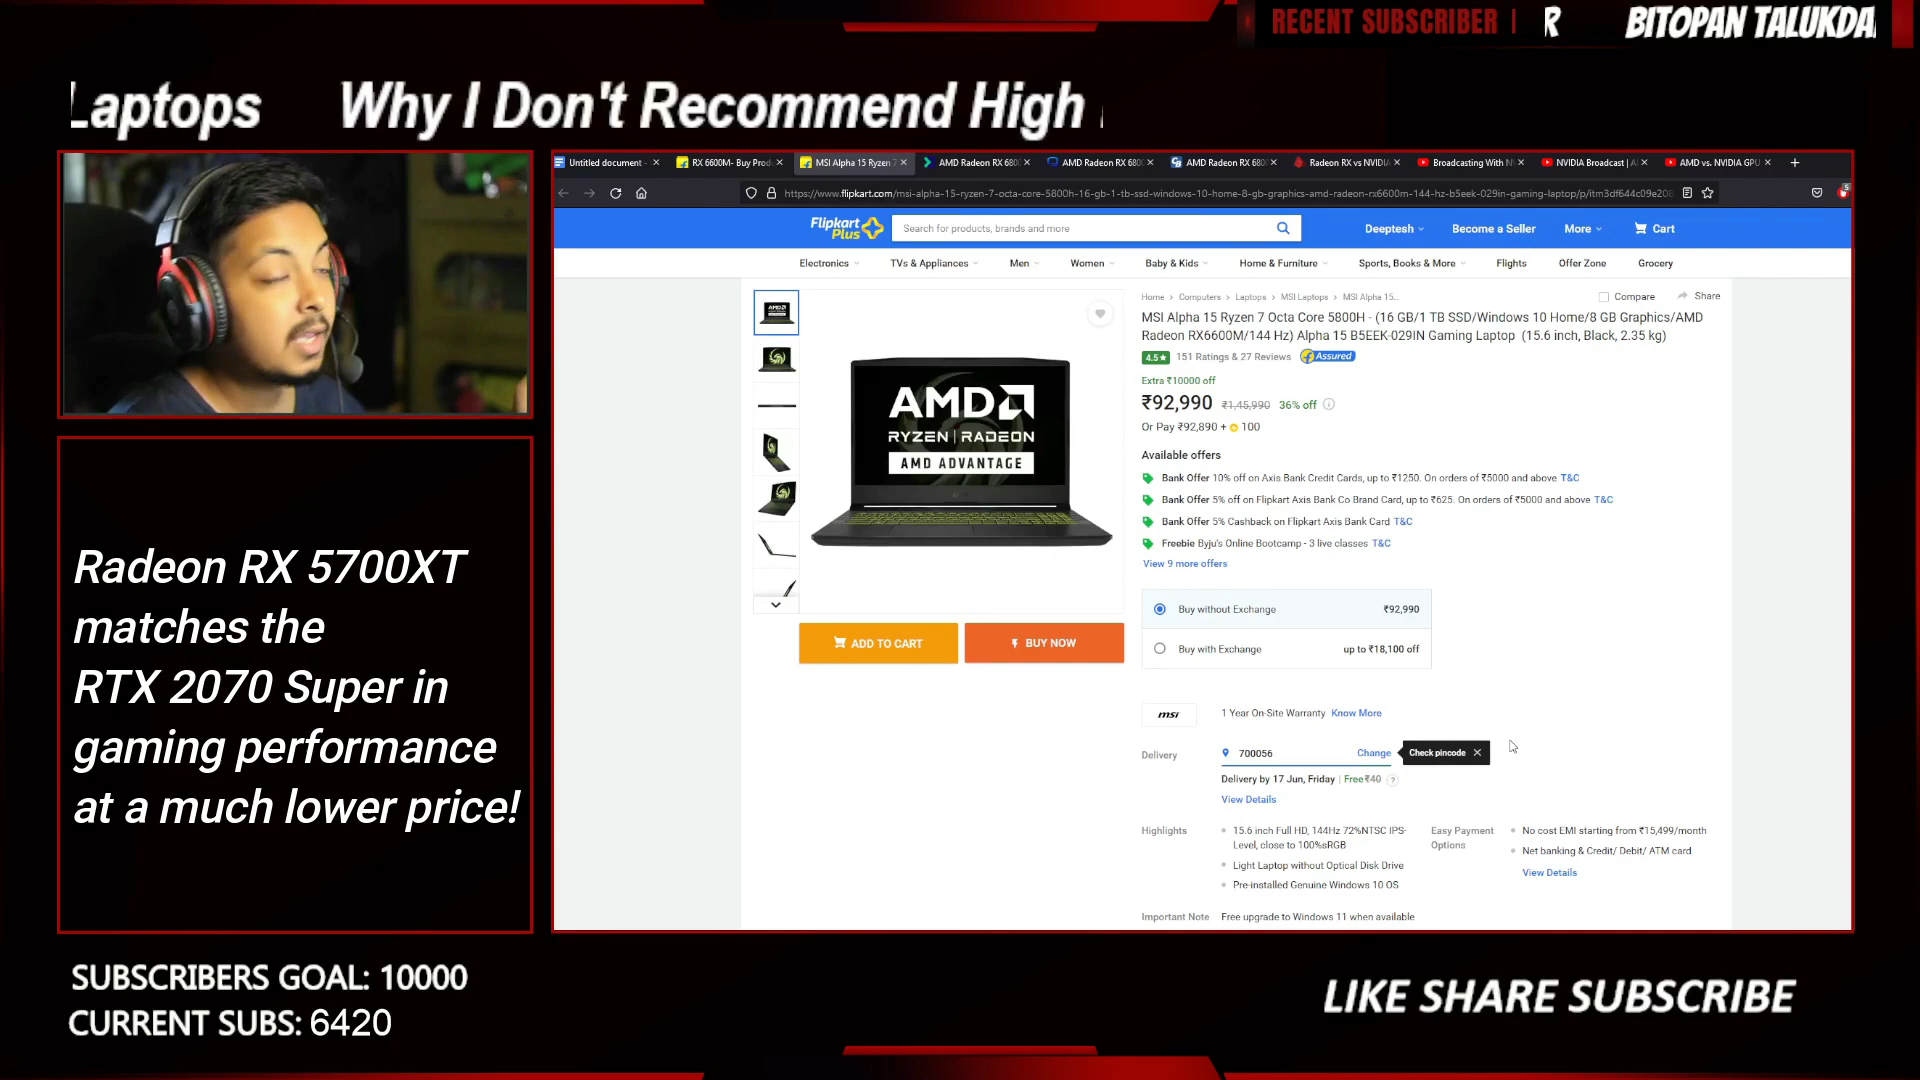 RECENT SUBSCRIBER |
R
BITOPAN TALUKDA
Laptops Why I Don't Recommend High
Untitled document -
RX 6600M- Buy Prod
MSI Alpha 15 Ryzen 7
AMD Radeon RX 680
AMD Radeon RX 680
AMD Radeon RX 680
Radeon RX vs NVIDIA
Broadcasting With N
NVIDIA Broadcast | A
AMD vs. NVIDIA GPU
https://www.flipkart.com/msi-alpha-15-ryzen-7-octa-core-5800h-16-gb-1-tb-ssd-windows-10-home-8-gb-graphics-amd-radeon-rx6600m-144-hz-b5eek-029in-gaming-laptop/p/itm3df644c09e208
5
Flipkart
Plus
Search for products, brands and more
Deeptesh
Become a Seller
More
Cart
Electronics
TVs & Appliances
Men
Women
Baby & Kids
Home & Furniture
Sports, Books & More
Flights
Offer Zone
Grocery
Home > Computers > Laptops > MSI Laptops > MSI Alpha 15...
Compare
Share
MSI Alpha 15 Ryzen 7 Octa Core 5800H - (16 GB/1 TB SSD/Windows 10 Home/8 GB Graphics/AMD
Radeon RX6600M/144 Hz) Alpha 15 B5EEK-029IN Gaming Laptop (15.6 inch, Black, 2.35 kg)
4.5★ 151 Ratings & 27 Reviews Assured
Extra ₹10000 off
₹92,990 ₹1,45,990 36% off
Or Pay ₹92,890 + 100
Available offers
Bank Offer 10% off on Axis Bank Credit Cards, up to ₹1250. On orders of ₹5000 and above T&C
Bank Offer 5% off on Flipkart Axis Bank Co Brand Card, up to ₹625. On orders of ₹5000 and above T&C
Bank Offer 5% Cashback on Flipkart Axis Bank Card T&C
Freebie Byju's Online Bootcamp - 3 live classes T&C
View 9 more offers
Buy without Exchange ₹92,990
Buy with Exchange up to ₹18,100 off
AMD
RYZEN | RADEON
AMD ADVANTAGE
ADD TO CART
BUY NOW
msi
1 Year On-Site Warranty Know More
Delivery
700056
Change
Check pincode
Delivery by 17 Jun, Friday | Free ₹40 ?
View Details
Highlights
15.6 inch Full HD, 144Hz 72%NTSC IPS-
Level, close to 100%sRGB
Light Laptop without Optical Disk Drive
Pre-installed Genuine Windows 10 OS
Easy Payment
Options
No cost EMI starting from ₹15,499/month
Net banking & Credit/ Debit/ ATM card
View Details
Important Note Free upgrade to Windows 11 when available
Radeon RX 5700XT
matches the
RTX 2070 Super in
gaming performance
at a much lower price!
SUBSCRIBERS GOAL: 10000
CURRENT SUBS: 6420
LIKE SHARE SUBSCRIBE